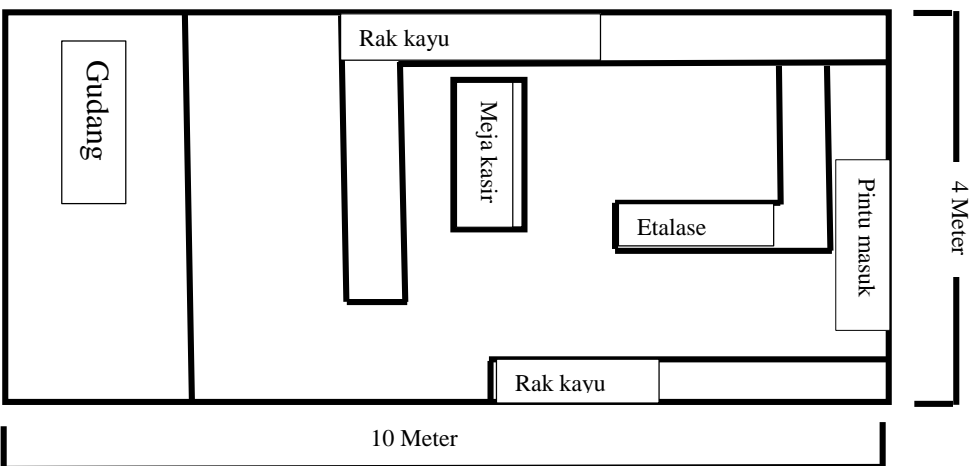 Rak kayu
Gudang
Meja kasir
Etalase
Pintu masuk
4 Meter
Rak kayu
10 Meter